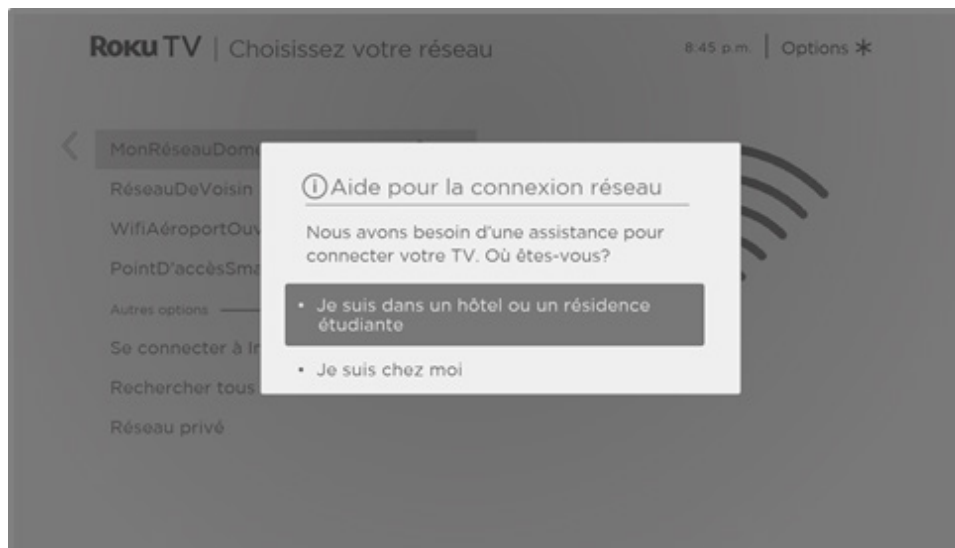 Roku TV | Choisissez votre réseau
8:45 p.m. | Options *
MonRéseauDome
RéseauDeVoisin
WifiAéroportOuv
PointD'accèsSma
Autres options
Se connecter à In
Rechercher tous
Réseau privé
Aide pour la connexion réseau
Nous avons besoin d'une assistance pour
connecter votre TV. Où êtes-vous?
• Je suis dans un hôtel ou un résidence
étudiante
• Je suis chez moi